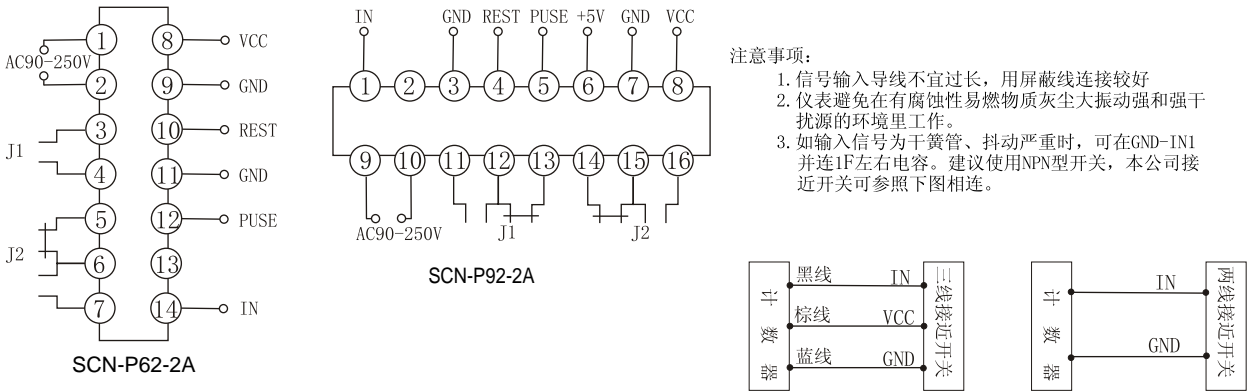 1
8
VCC
AC90-250V
2
9
GND
3
10
REST
J1
4
11
GND
5
12
PUSE
J2
6
13
7
14
IN
SCN-P62-2A
IN GND REST PUSE +5V GND VCC
1 2 3 4 5 6 7 8
9 10 11 12 13 14 15 16
AC90-250V J1 J2
SCN-P92-2A
注意事项：
1. 信号输入导线不宜过长，用屏蔽线连接较好
2. 仪表避免在有腐蚀性易燃物质灰尘大振动强和强干
扰源的环境里工作。
3. 如输入信号为干簧管、抖动严重时，可在GND-IN1
并连1F左右电容。建议使用NPN型开关，本公司接
近开关可参照下图相连。
计数器
黑线 IN
棕线 VCC
蓝线 GND
三线接近开关
计数器
IN
GND
两线接近开关